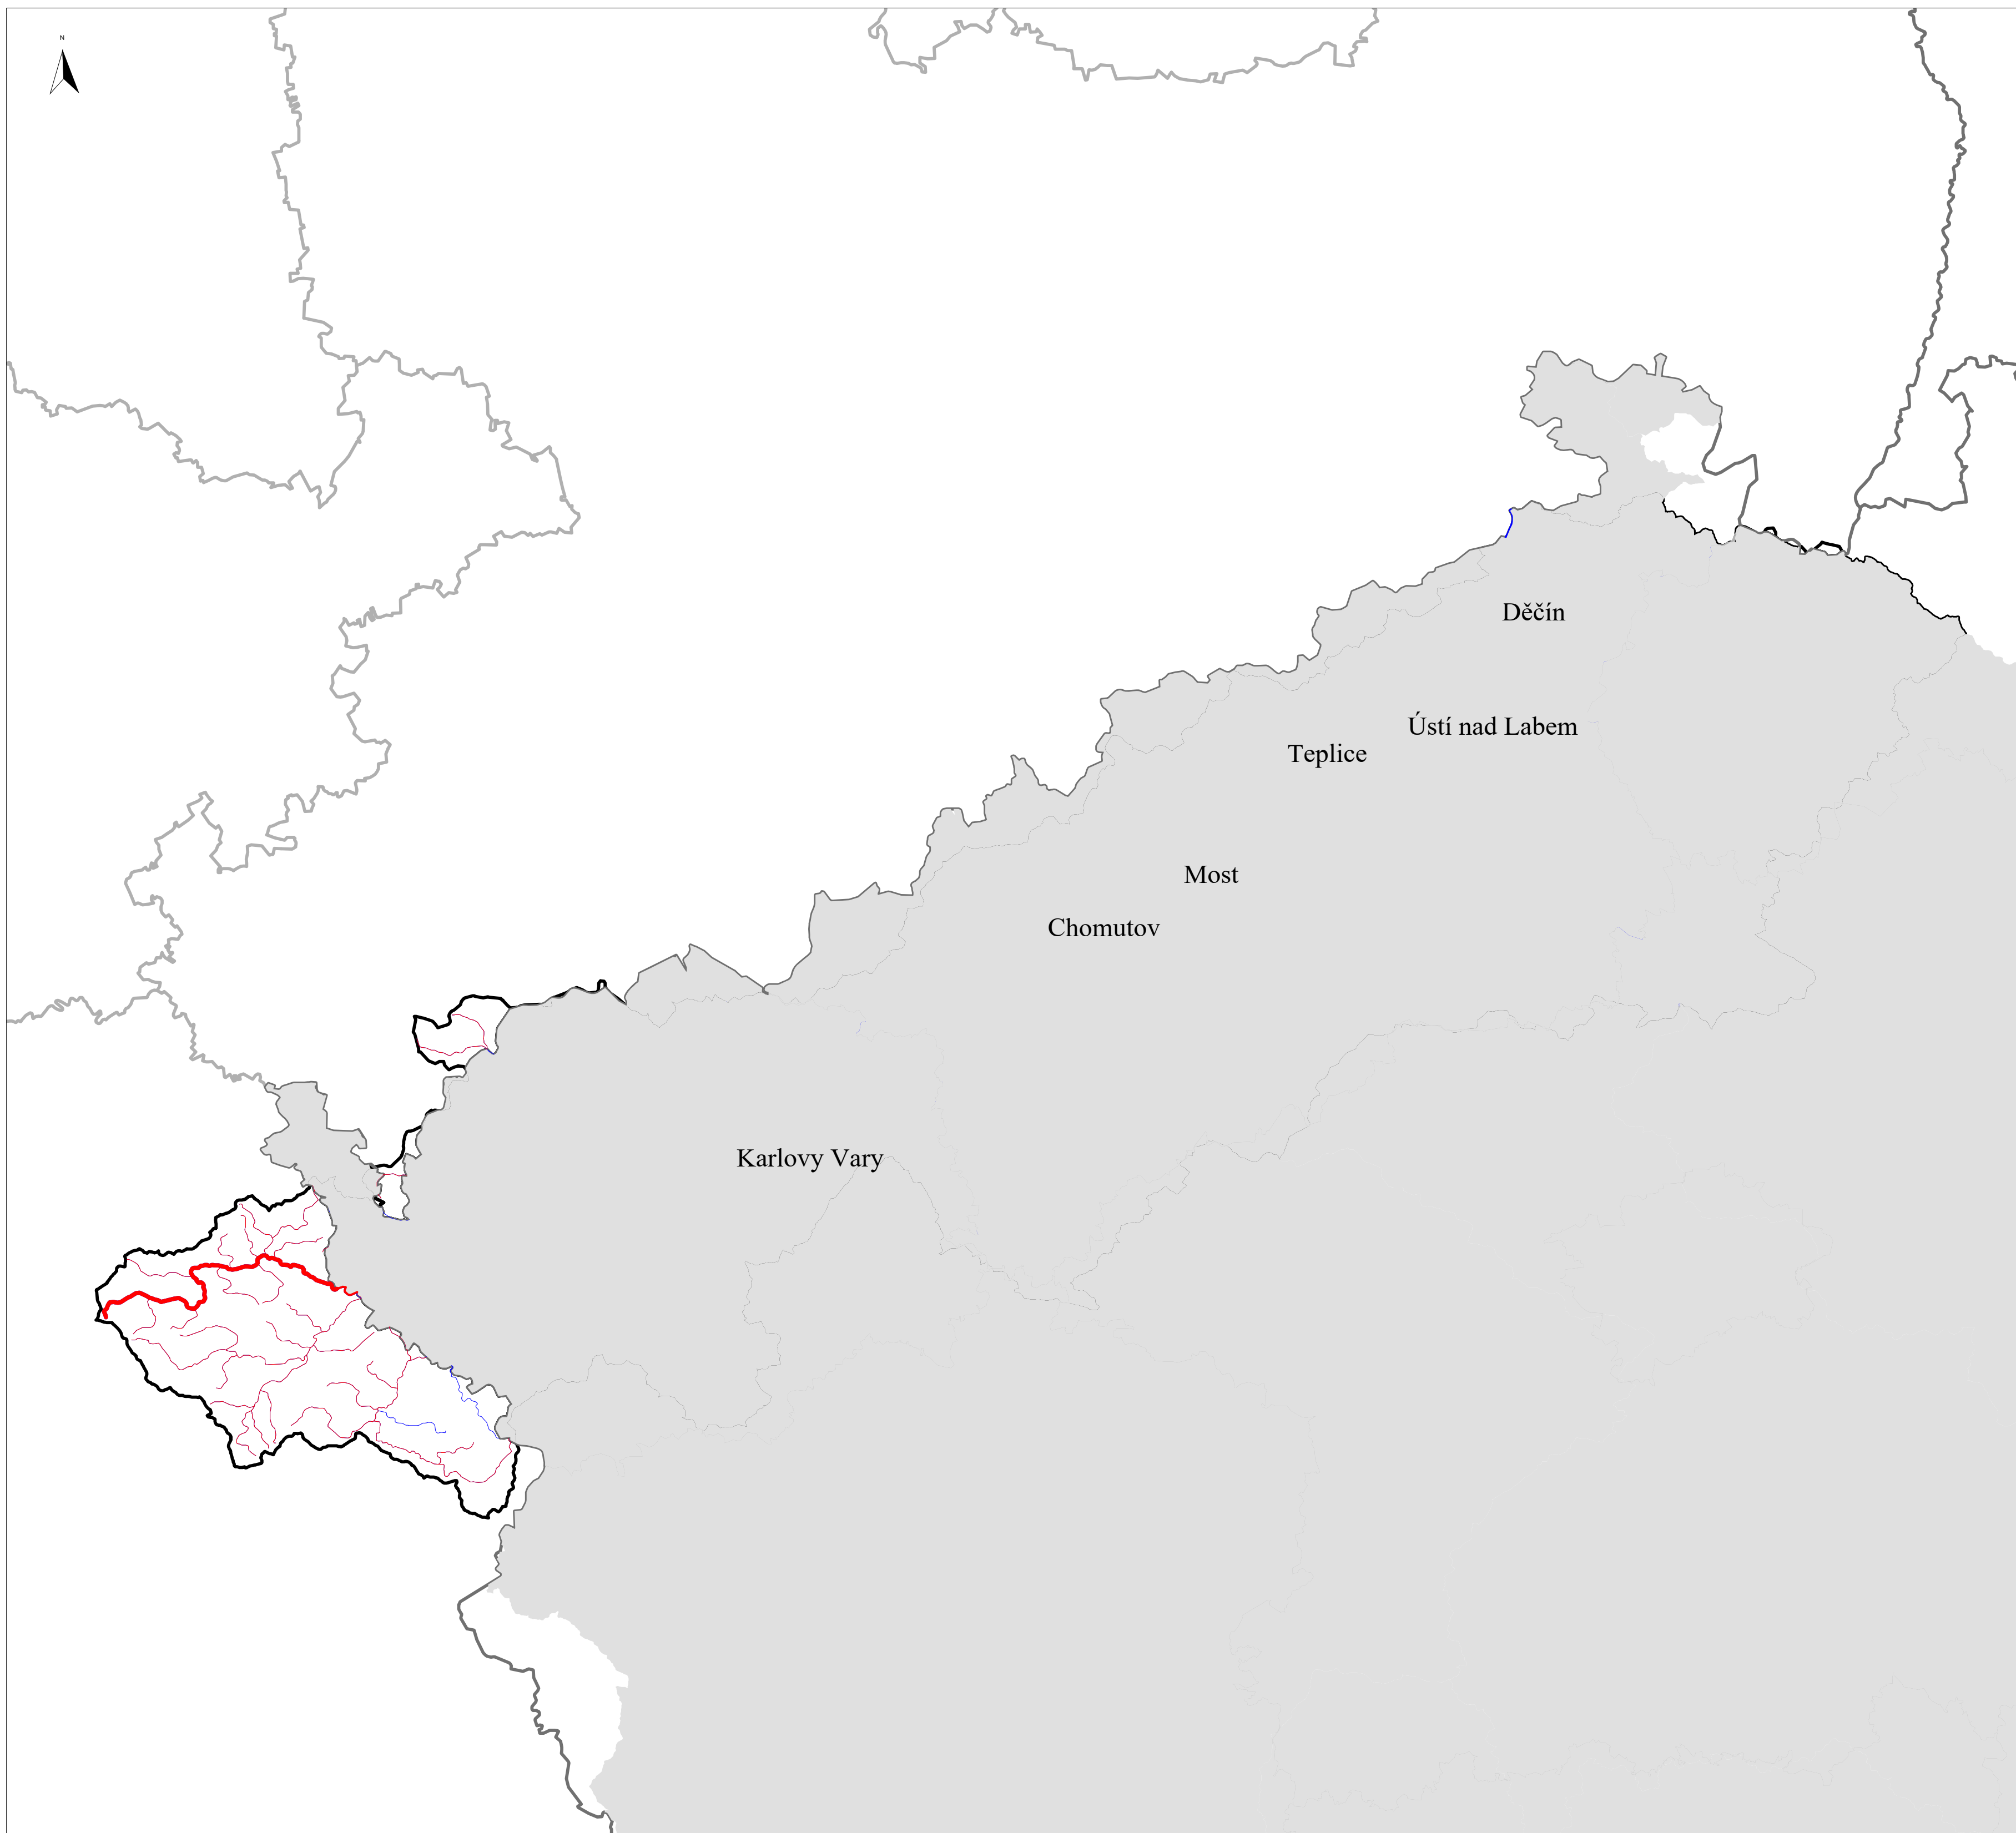 N
Děčín
Ústí nad Labem
Teplice
Most
Chomutov
Karlovy Vary